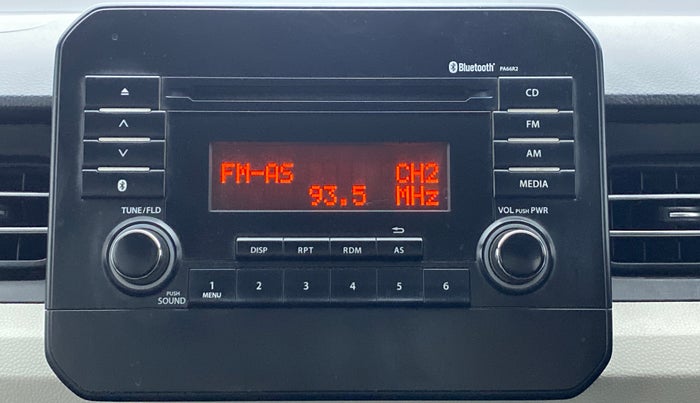 Bluetooth PA66R2
CD
FM
AM
MEDIA
FM-AS CH2
93.5 MHz
TUNE/FLD
VOL PUSH PWR
DISP RPT RDM AS
PUSH SOUND
1 MENU 2 3 4 5 6